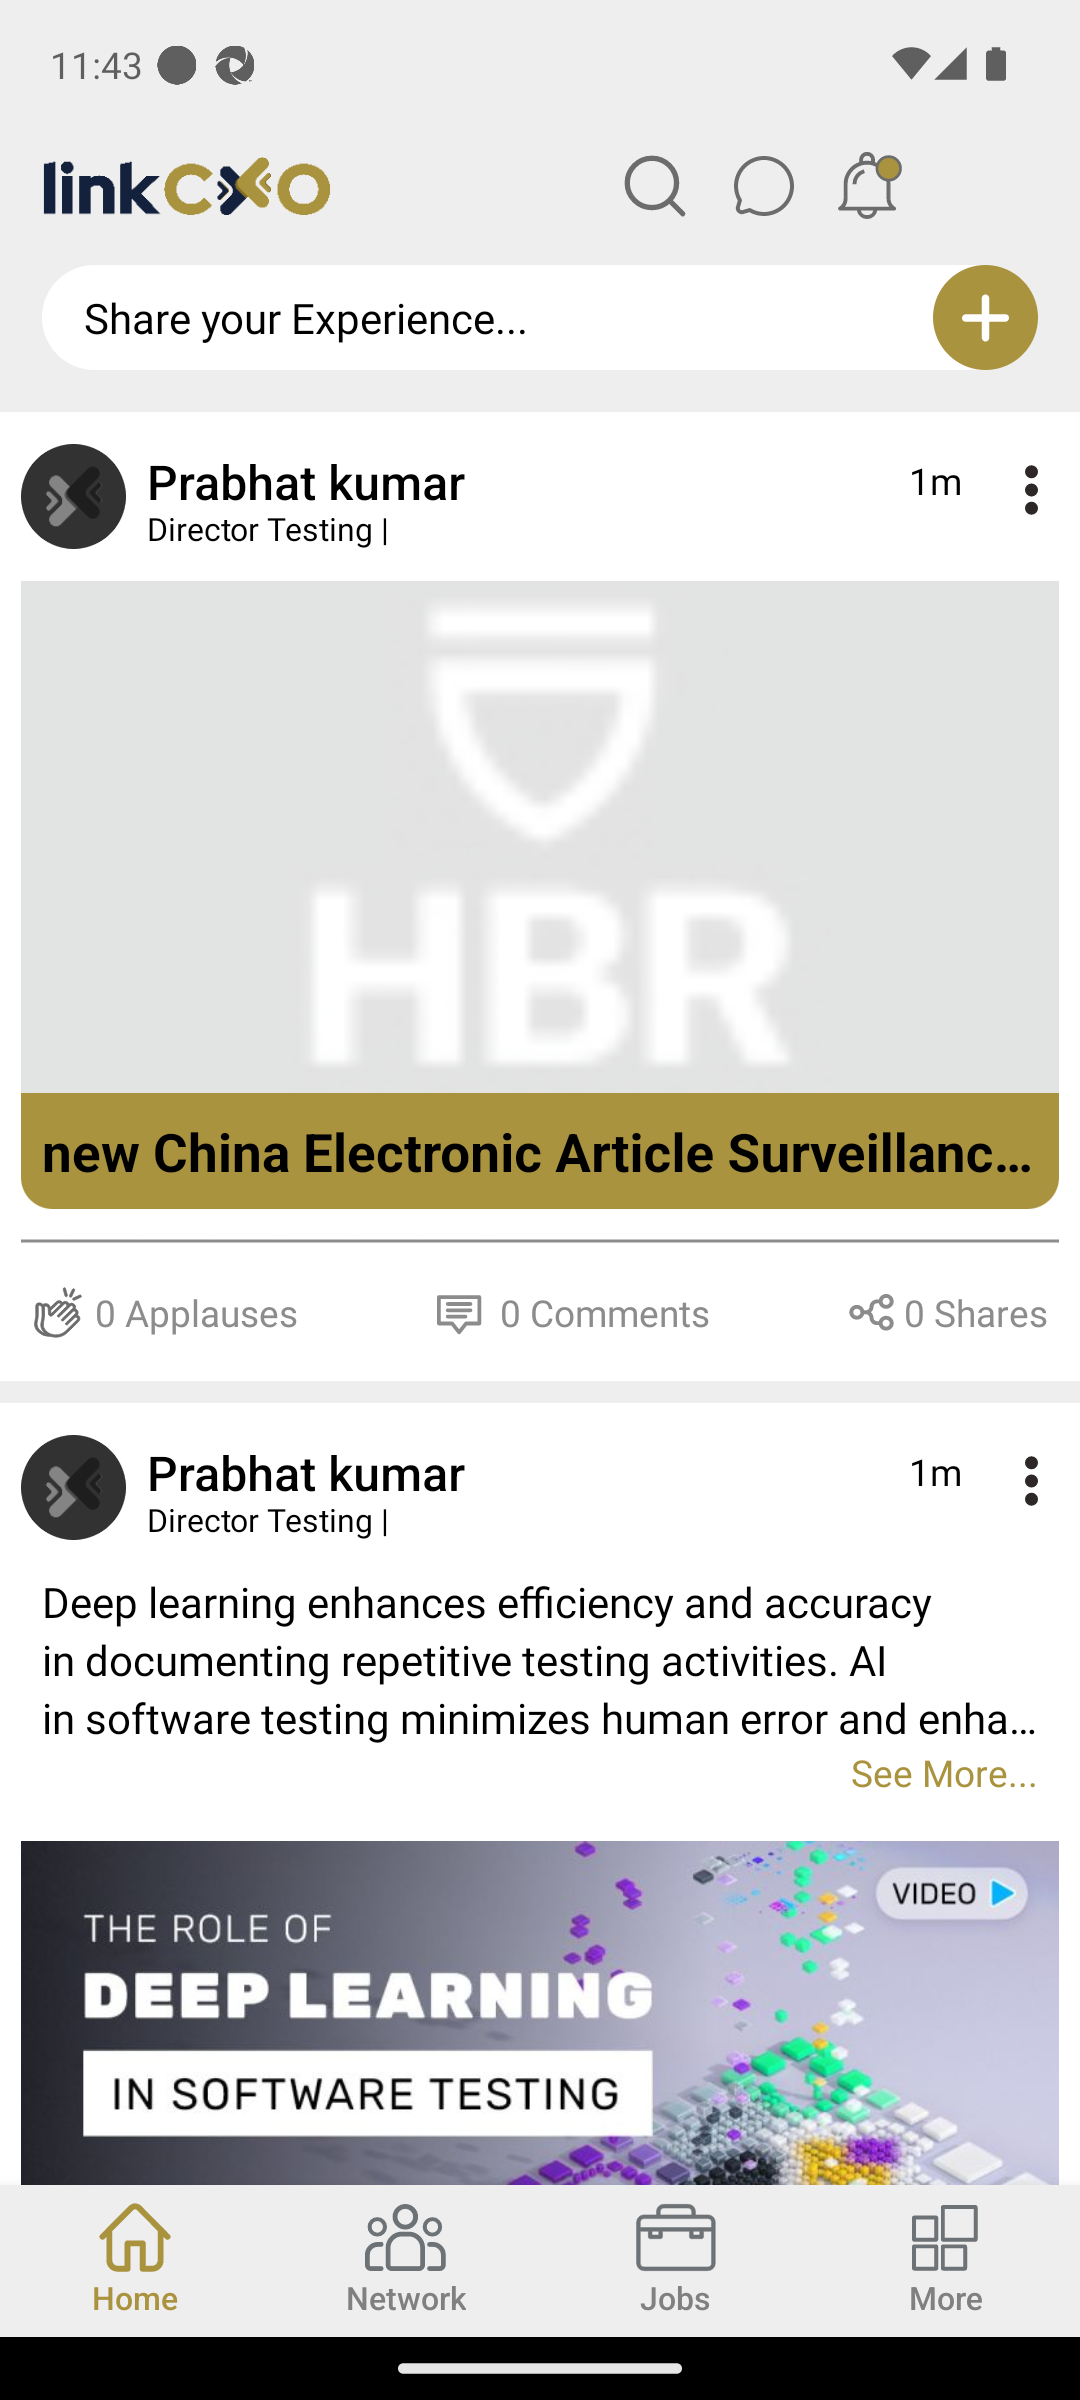 11:43
linkCXO
Share your Experience...
Prabhat kumar
1m
Director Testing |
HBR
new China Electronic Article Surveillanc...
0 Applauses
0 Comments
0 Shares
Prabhat kumar
1m
Director Testing |
Deep learning enhances efficiency and accuracy
in documenting repetitive testing activities. AI
in software testing minimizes human error and enha...
See More...
VIDEO
THE ROLE OF
DEEP LEARNING
IN SOFTWARE TESTING
Home
Network
Jobs
More